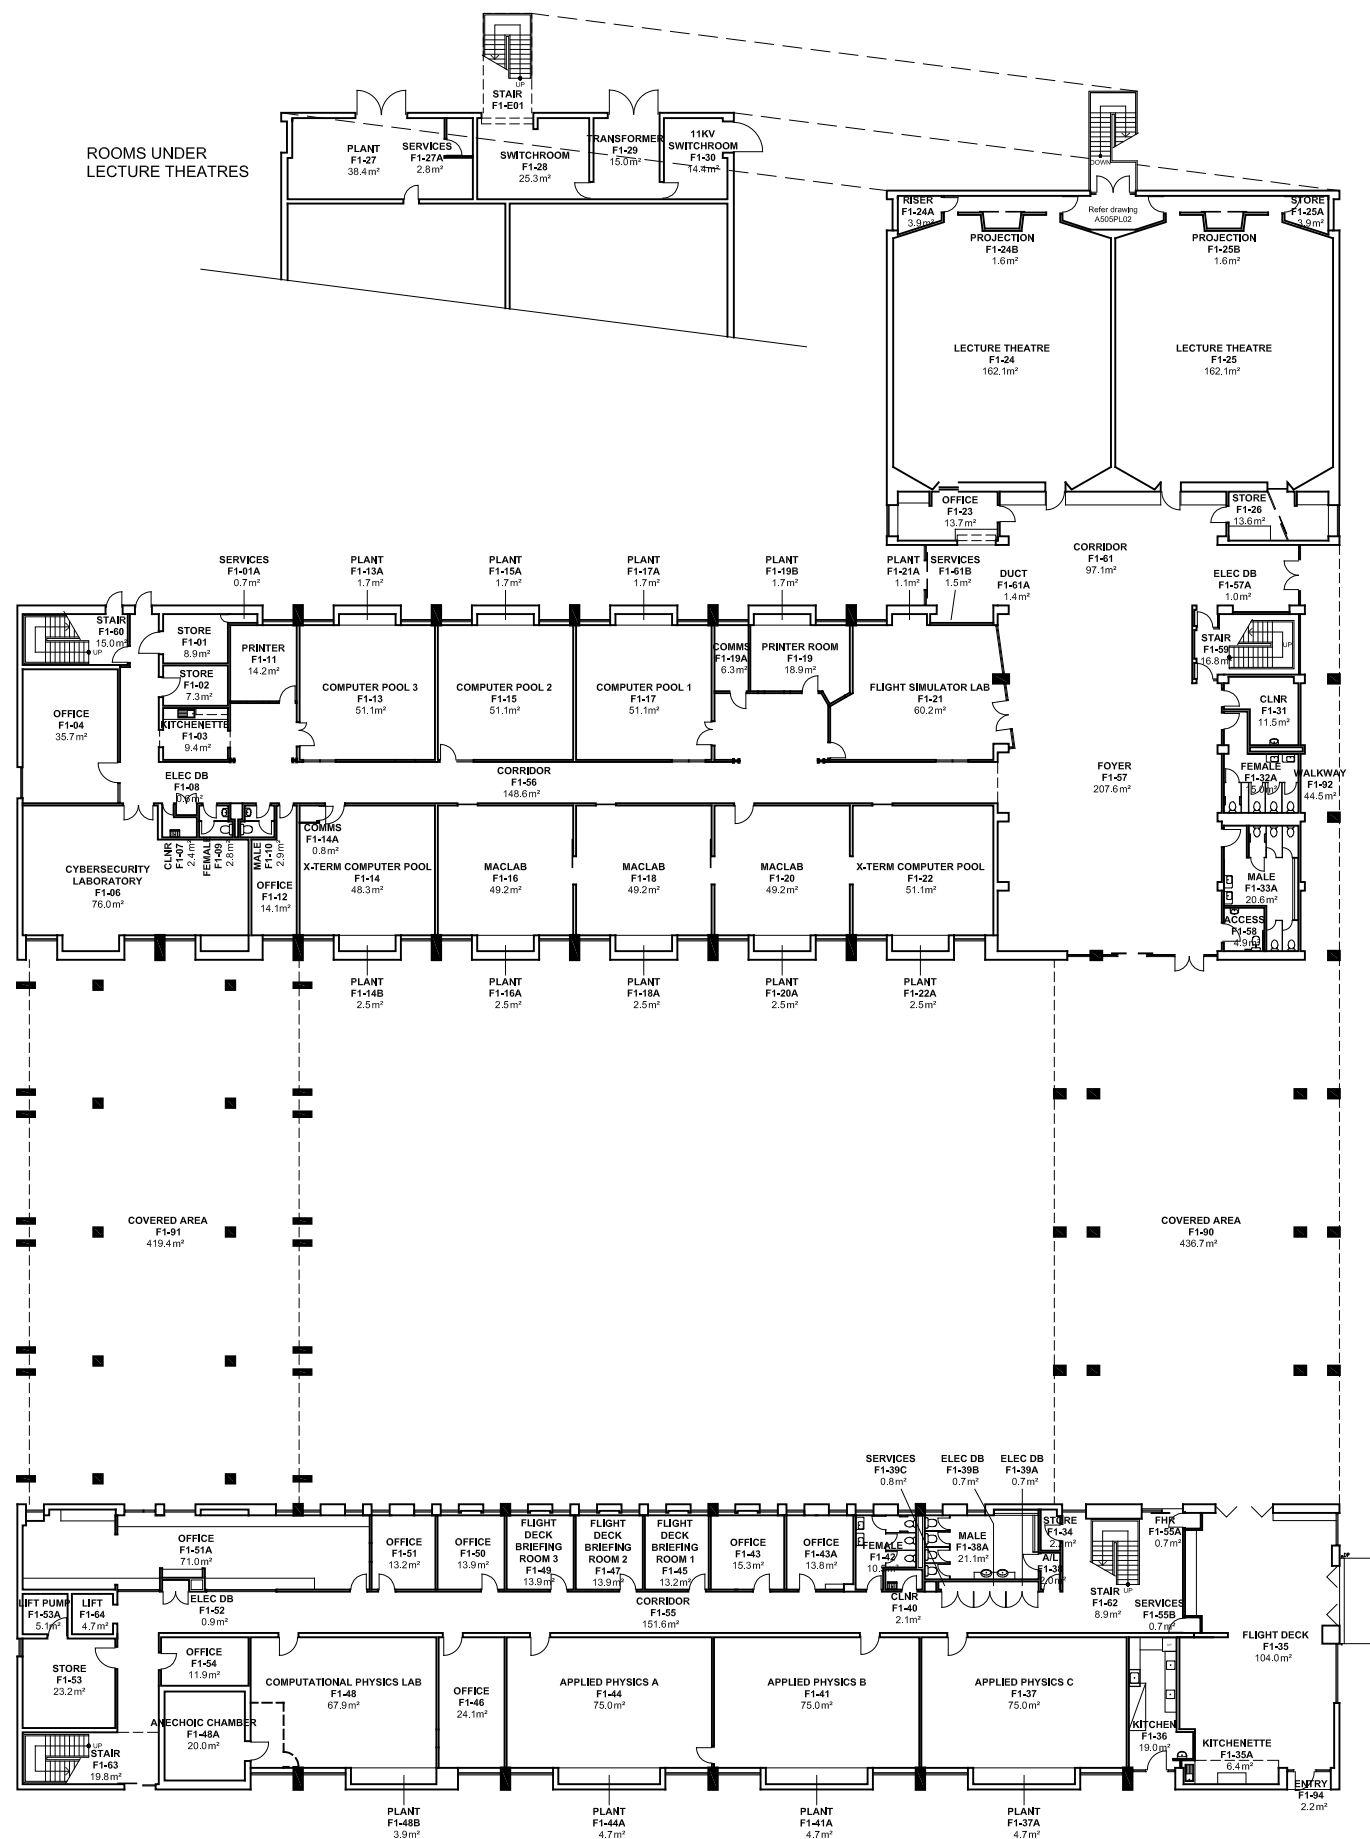 UP
STAIR
F1-E01
ROOMS UNDER
LECTURE THEATRES
PLANT
F1-27
38.4m²
SERVICES
F1-27A
2.8m²
SWITCHROOM
F1-28
25.3m²
TRANSFORMER
F1-29
15.0m²
11KV
SWITCHROOM
F1-30
14.4m²
DOWN
RISER
F1-24A
3.9m²
Refer drawing
A505PL02
STORE
F1-25A
3.9m²
PROJECTION
F1-24B
1.6m²
PROJECTION
F1-25B
1.6m²
LECTURE THEATRE
F1-24
162.1m²
LECTURE THEATRE
F1-25
162.1m²
OFFICE
F1-23
13.7m²
STORE
F1-26
13.6m²
CORRIDOR
F1-61
97.1m²
SERVICES
F1-01A
0.7m²
PLANT
F1-13A
1.7m²
PLANT
F1-15A
1.7m²
PLANT
F1-17A
1.7m²
PLANT
F1-19B
1.7m²
PLANT
F1-21A
1.1m²
SERVICES
F1-61B
1.5m²
DUCT
F1-61A
1.4m²
ELEC DB
F1-57A
1.0m²
STAIR
F1-60
15.0m²
UP
STORE
F1-01
8.9m²
STORE
F1-02
7.3m²
KITCHENETTE
F1-03
9.4m²
PRINTER
F1-11
14.2m²
OFFICE
F1-04
35.7m²
COMPUTER POOL 3
F1-13
51.1m²
COMPUTER POOL 2
F1-15
51.1m²
COMPUTER POOL 1
F1-17
51.1m²
COMMS
F1-19A
6.3m²
PRINTER ROOM
F1-19
18.9m²
FLIGHT SIMULATOR LAB
F1-21
60.2m²
STAIR
F1-59
16.8m²
UP
CLNR
F1-31
11.5m²
ELEC DB
F1-08
CORRIDOR
F1-56
148.6m²
FOYER
F1-57
207.6m²
FEMALE
F1-32A
15.0m²
WALKWAY
F1-92
44.5m²
CYBERSECURITY
LABORATORY
F1-06
76.0m²
CLNR
F1-07
2.4m²
FEMALE
F1-09
2.8m²
MALE
F1-10
2.9m²
OFFICE
F1-12
14.1m²
COMMS
F1-14A
0.8m²
X-TERM COMPUTER POOL
F1-14
48.3m²
MACLAB
F1-16
49.2m²
MACLAB
F1-18
49.2m²
MACLAB
F1-20
49.2m²
X-TERM COMPUTER POOL
F1-22
51.1m²
MALE
F1-33A
20.6m²
ACCESS
F1-58
4.9m²
PLANT
F1-14B
2.5m²
PLANT
F1-16A
2.5m²
PLANT
F1-18A
2.5m²
PLANT
F1-20A
2.5m²
PLANT
F1-22A
2.5m²
COVERED AREA
F1-91
419.4m²
COVERED AREA
F1-90
436.7m²
SERVICES
F1-39C
0.8m²
ELEC DB
F1-39B
0.7m²
ELEC DB
F1-39A
0.7m²
OFFICE
F1-51A
71.0m²
OFFICE
F1-51
13.2m²
OFFICE
F1-50
13.9m²
FLIGHT
DECK
BRIEFING
ROOM 3
F1-49
13.9m²
FLIGHT
DECK
BRIEFING
ROOM 2
F1-47
13.9m²
FLIGHT
DECK
BRIEFING
ROOM 1
F1-45
13.2m²
OFFICE
F1-43
15.3m²
OFFICE
F1-43A
13.8m²
FEMALE
F1-42
MALE
F1-38A
21.1m²
STORE
F1-34
A/L
F1-38
2.0m²
FHR
F1-55A
0.7m²
STAIR
F1-62
8.9m²
UP
DP
LIFT PUMP
F1-53A
5.1m²
LIFT
F1-64
4.7m²
ELEC DB
F1-52
0.9m²
CORRIDOR
F1-55
151.6m²
CLNR
F1-40
2.1m²
SERVICES
F1-55B
0.7m²
FLIGHT DECK
F1-35
104.0m²
STORE
F1-53
23.2m²
OFFICE
F1-54
11.9m²
COMPUTATIONAL PHYSICS LAB
F1-48
67.9m²
OFFICE
F1-46
24.1m²
APPLIED PHYSICS A
F1-44
75.0m²
APPLIED PHYSICS B
F1-41
75.0m²
APPLIED PHYSICS C
F1-37
75.0m²
ANECHOIC CHAMBER
F1-48A
20.0m²
KITCHEN
F1-36
19.0m²
UP
STAIR
F1-63
19.8m²
KITCHENETTE
F1-35A
6.4m²
ENTRY
F1-94
2.2m²
PLANT
F1-48B
3.9m²
PLANT
F1-44A
4.7m²
PLANT
F1-41A
4.7m²
PLANT
F1-37A
4.7m²